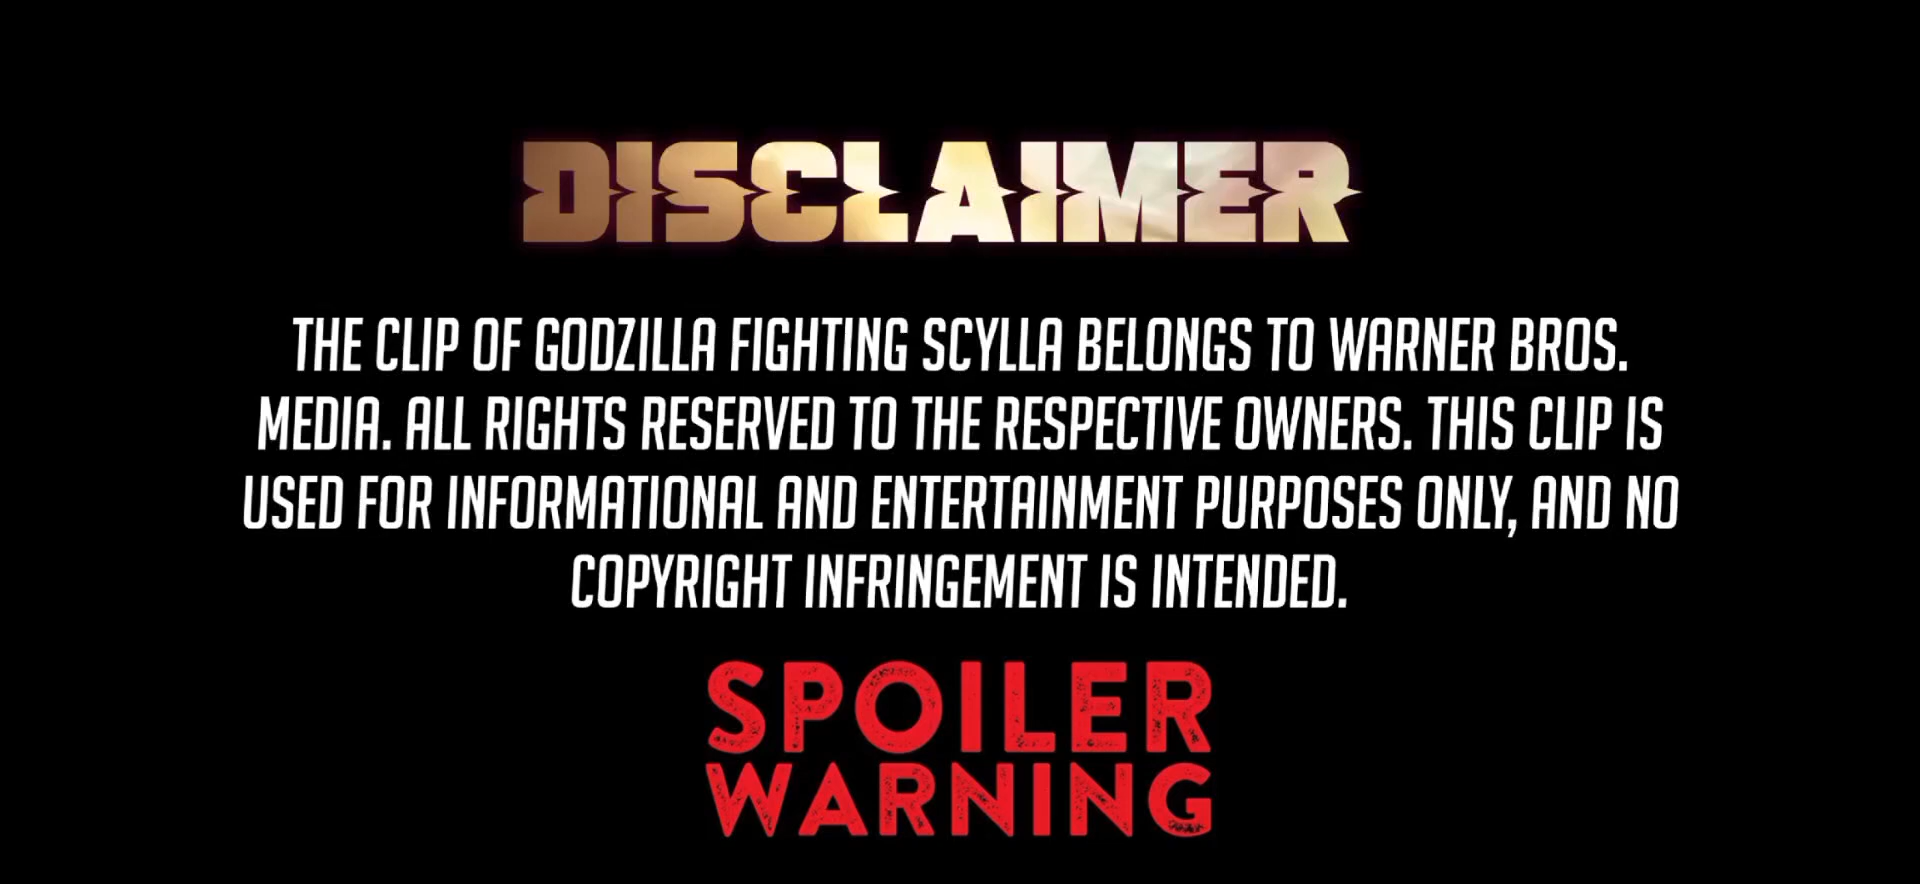 DISCLAIMER
THE CLIP OF GODZILLA FIGHTING SCYLLA BELONGS TO WARNER BROS.
MEDIA. ALL RIGHTS RESERVED TO THE RESPECTIVE OWNERS. THIS CLIP IS
USED FOR INFORMATIONAL AND ENTERTAINMENT PURPOSES ONLY, AND NO
COPYRIGHT INFRINGEMENT IS INTENDED.
SPOILER
WARNING